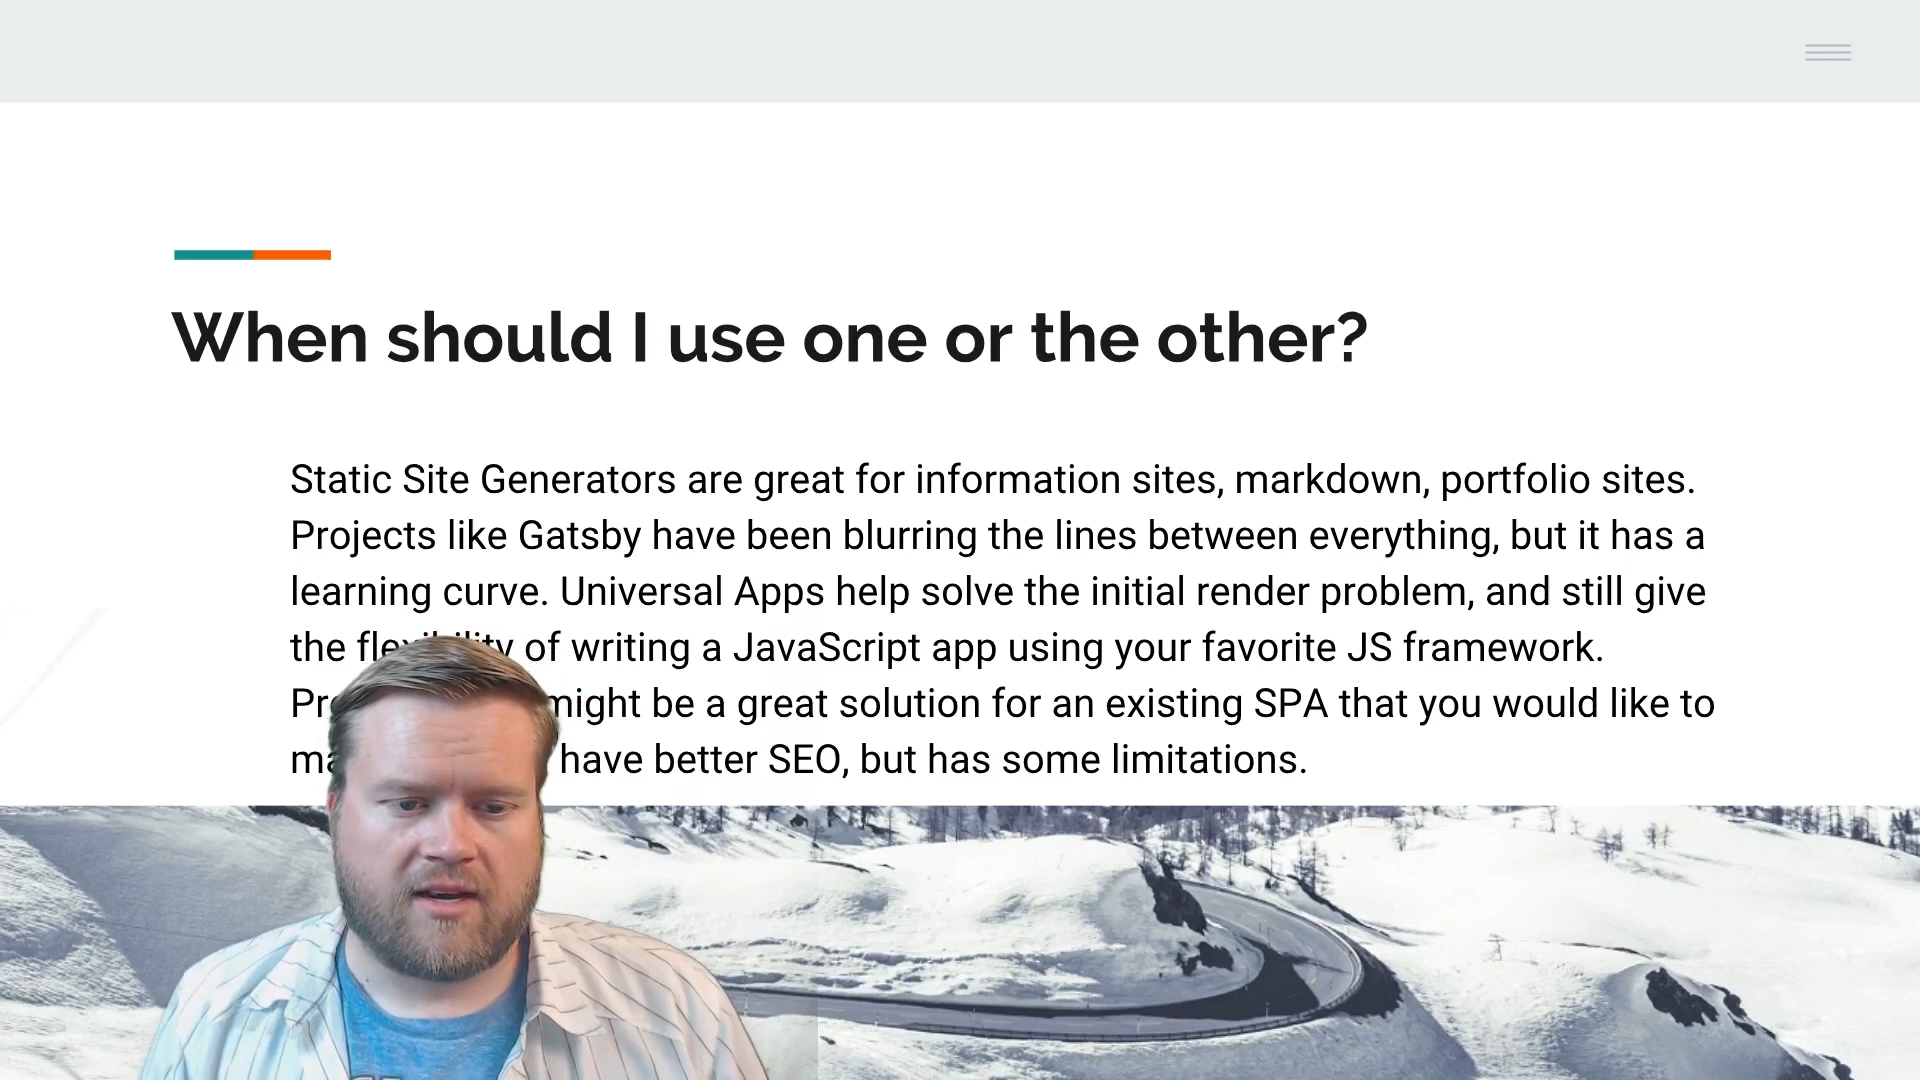 When should I use one or the other?
Static Site Generators are great for information sites, markdown, portfolio sites.
Projects like Gatsby have been blurring the lines between everything, but it has a
learning curve. Universal Apps help solve the initial render problem, and still give
the flexibility of writing a JavaScript app using your favorite JS framework.
might be a great solution for an existing SPA that you would like to
have better SEO, but has some limitations.